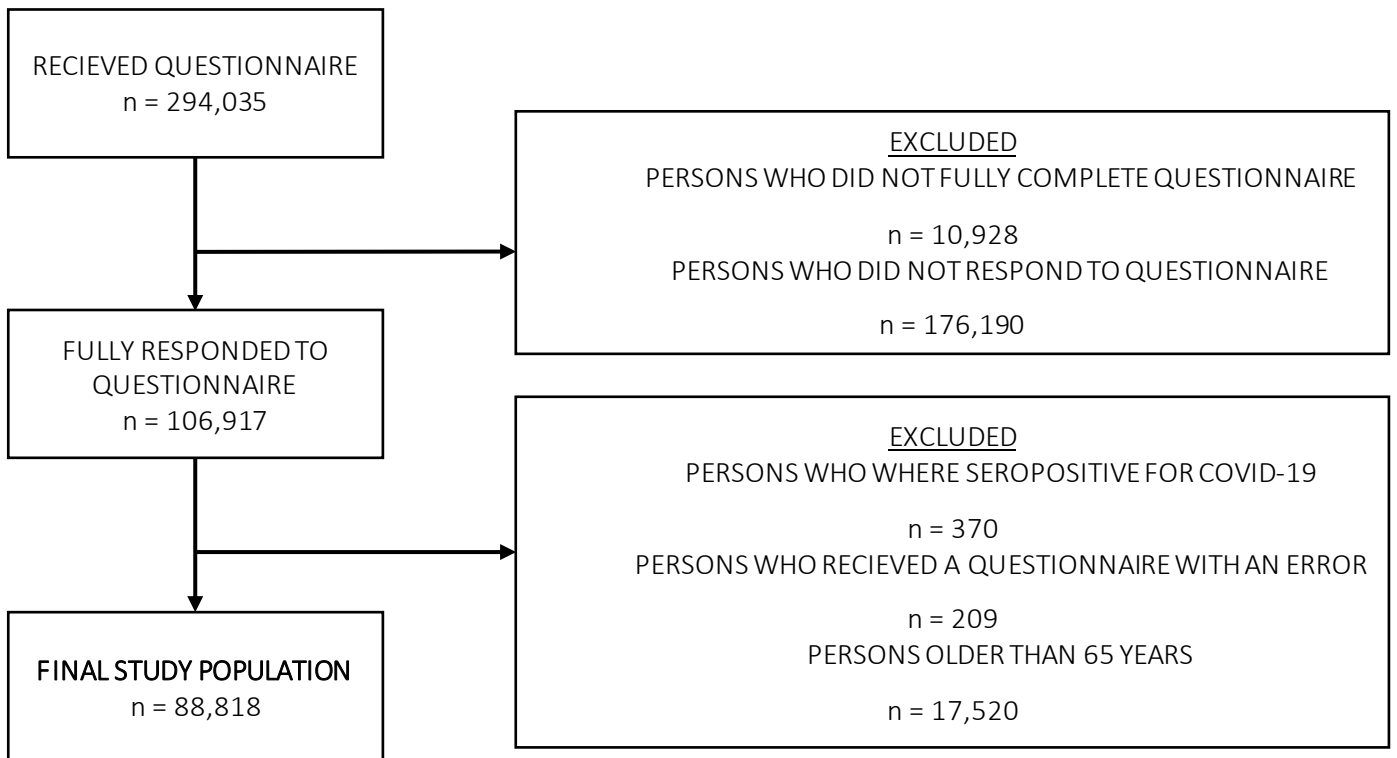 RECIEVED QUESTIONNAIRE
n = 294,035
EXCLUDED
PERSONS WHO DID NOT FULLY COMPLETE QUESTIONNAIRE
n = 10,928
PERSONS WHO DID NOT RESPOND TO QUESTIONNAIRE
n = 176,190
FULLY RESPONDED TO
QUESTIONNAIRE
n = 106,917
EXCLUDED
PERSONS WHO WHERE SEROPOSITIVE FOR COVID-19
n = 370
PERSONS WHO RECIEVED A QUESTIONNAIRE WITH AN ERROR
n = 209
PERSONS OLDER THAN 65 YEARS
n = 17,520
FINAL STUDY POPULATION
n = 88,818